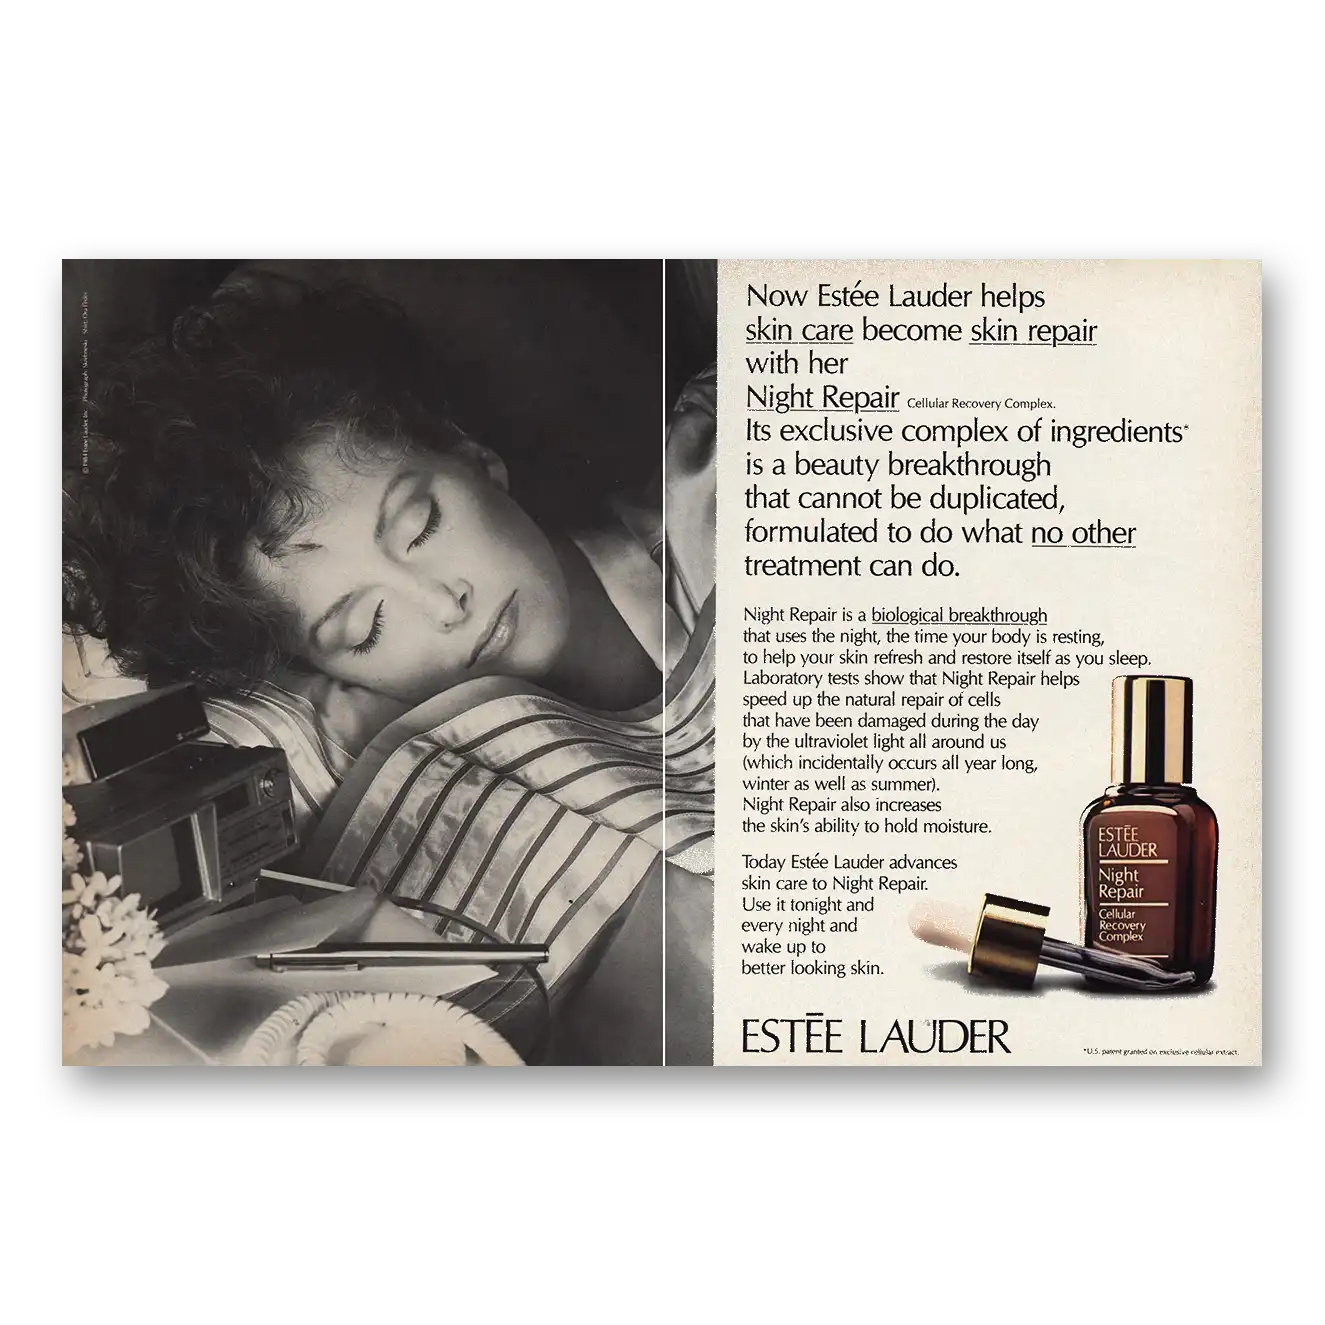 © 1984 Estée Lauder, Inc. Photograph: Skrebneski
Now Estée Lauder helps
skin care become skin repair
with her
Night Repair Cellular Recovery Complex.
Its exclusive complex of ingredients*
is a beauty breakthrough
that cannot be duplicated,
formulated to do what no other
treatment can do.
Night Repair is a biological breakthrough
that uses the night, the time your body is resting,
to help your skin refresh and restore itself as you sleep.
Laboratory tests show that Night Repair helps
speed up the natural repair of cells
that have been damaged during the day
by the ultraviolet light all around us
(which incidentally occurs all year long,
winter as well as summer).
Night Repair also increases
the skin's ability to hold moisture.
Today Estée Lauder advances
skin care to Night Repair.
Use it tonight and
every night and
wake up to
better looking skin.
ESTĒE
LAUDER
Night
Repair
Cellular
Recovery
Complex
ESTĒE LAUDER
*U.S. patent granted on exclusive cellular extract.